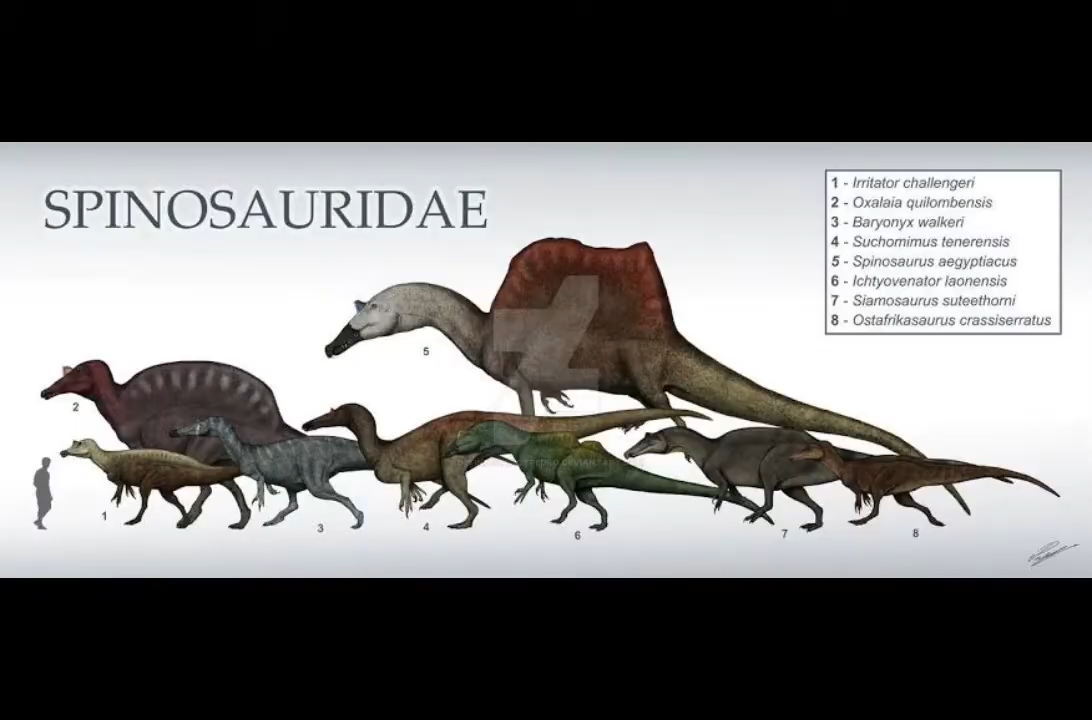 SPINOSAURIDAE
1 - Irritator challengeri
2 - Oxalaia quilombensis
3 - Baryonyx walkeri
4 - Suchomimus tenerensis
5 - Spinosaurus aegyptiacus
6 - Ichtyovenator laonensis
7 - Siamosaurus suteethorni
8 - Ostafrikasaurus crassiserratus
5
2
1
3
4
6
7
8